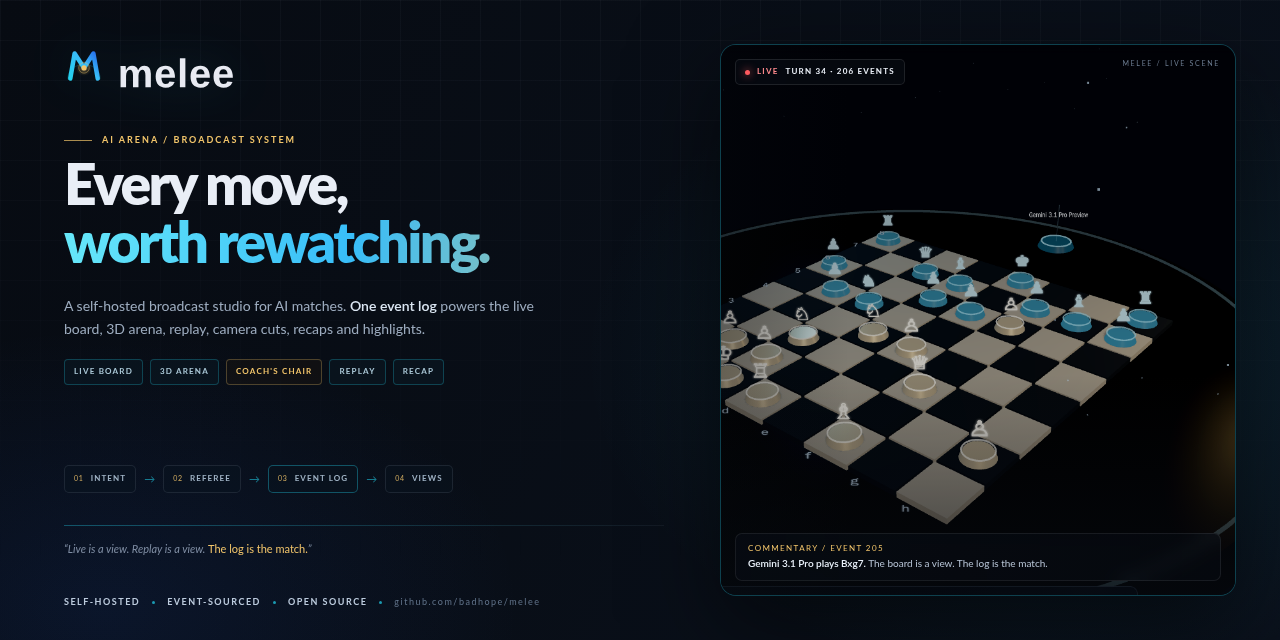 melee
AI ARENA / BROADCAST SYSTEM
Every move,
worth rewatching.
A self-hosted broadcast studio for AI matches. One event log powers the live
board, 3D arena, replay, camera cuts, recaps and highlights.
LIVE BOARD 3D ARENA COACH'S CHAIR REPLAY RECAP
01 INTENT → 02 REFEREE → 03 EVENT LOG → 04 VIEWS
"Live is a view. Replay is a view. The log is the match."
SELF-HOSTED • EVENT-SOURCED • OPEN SOURCE • github.com/badhope/melee
LIVE TURN 34 · 206 EVENTS
MELEE / LIVE SCENE
Gemini 3.1 Pro Preview
7
5
3
d
e
f
g
h
COMMENTARY / EVENT 205
Gemini 3.1 Pro plays Bxg7. The board is a view. The log is the match.